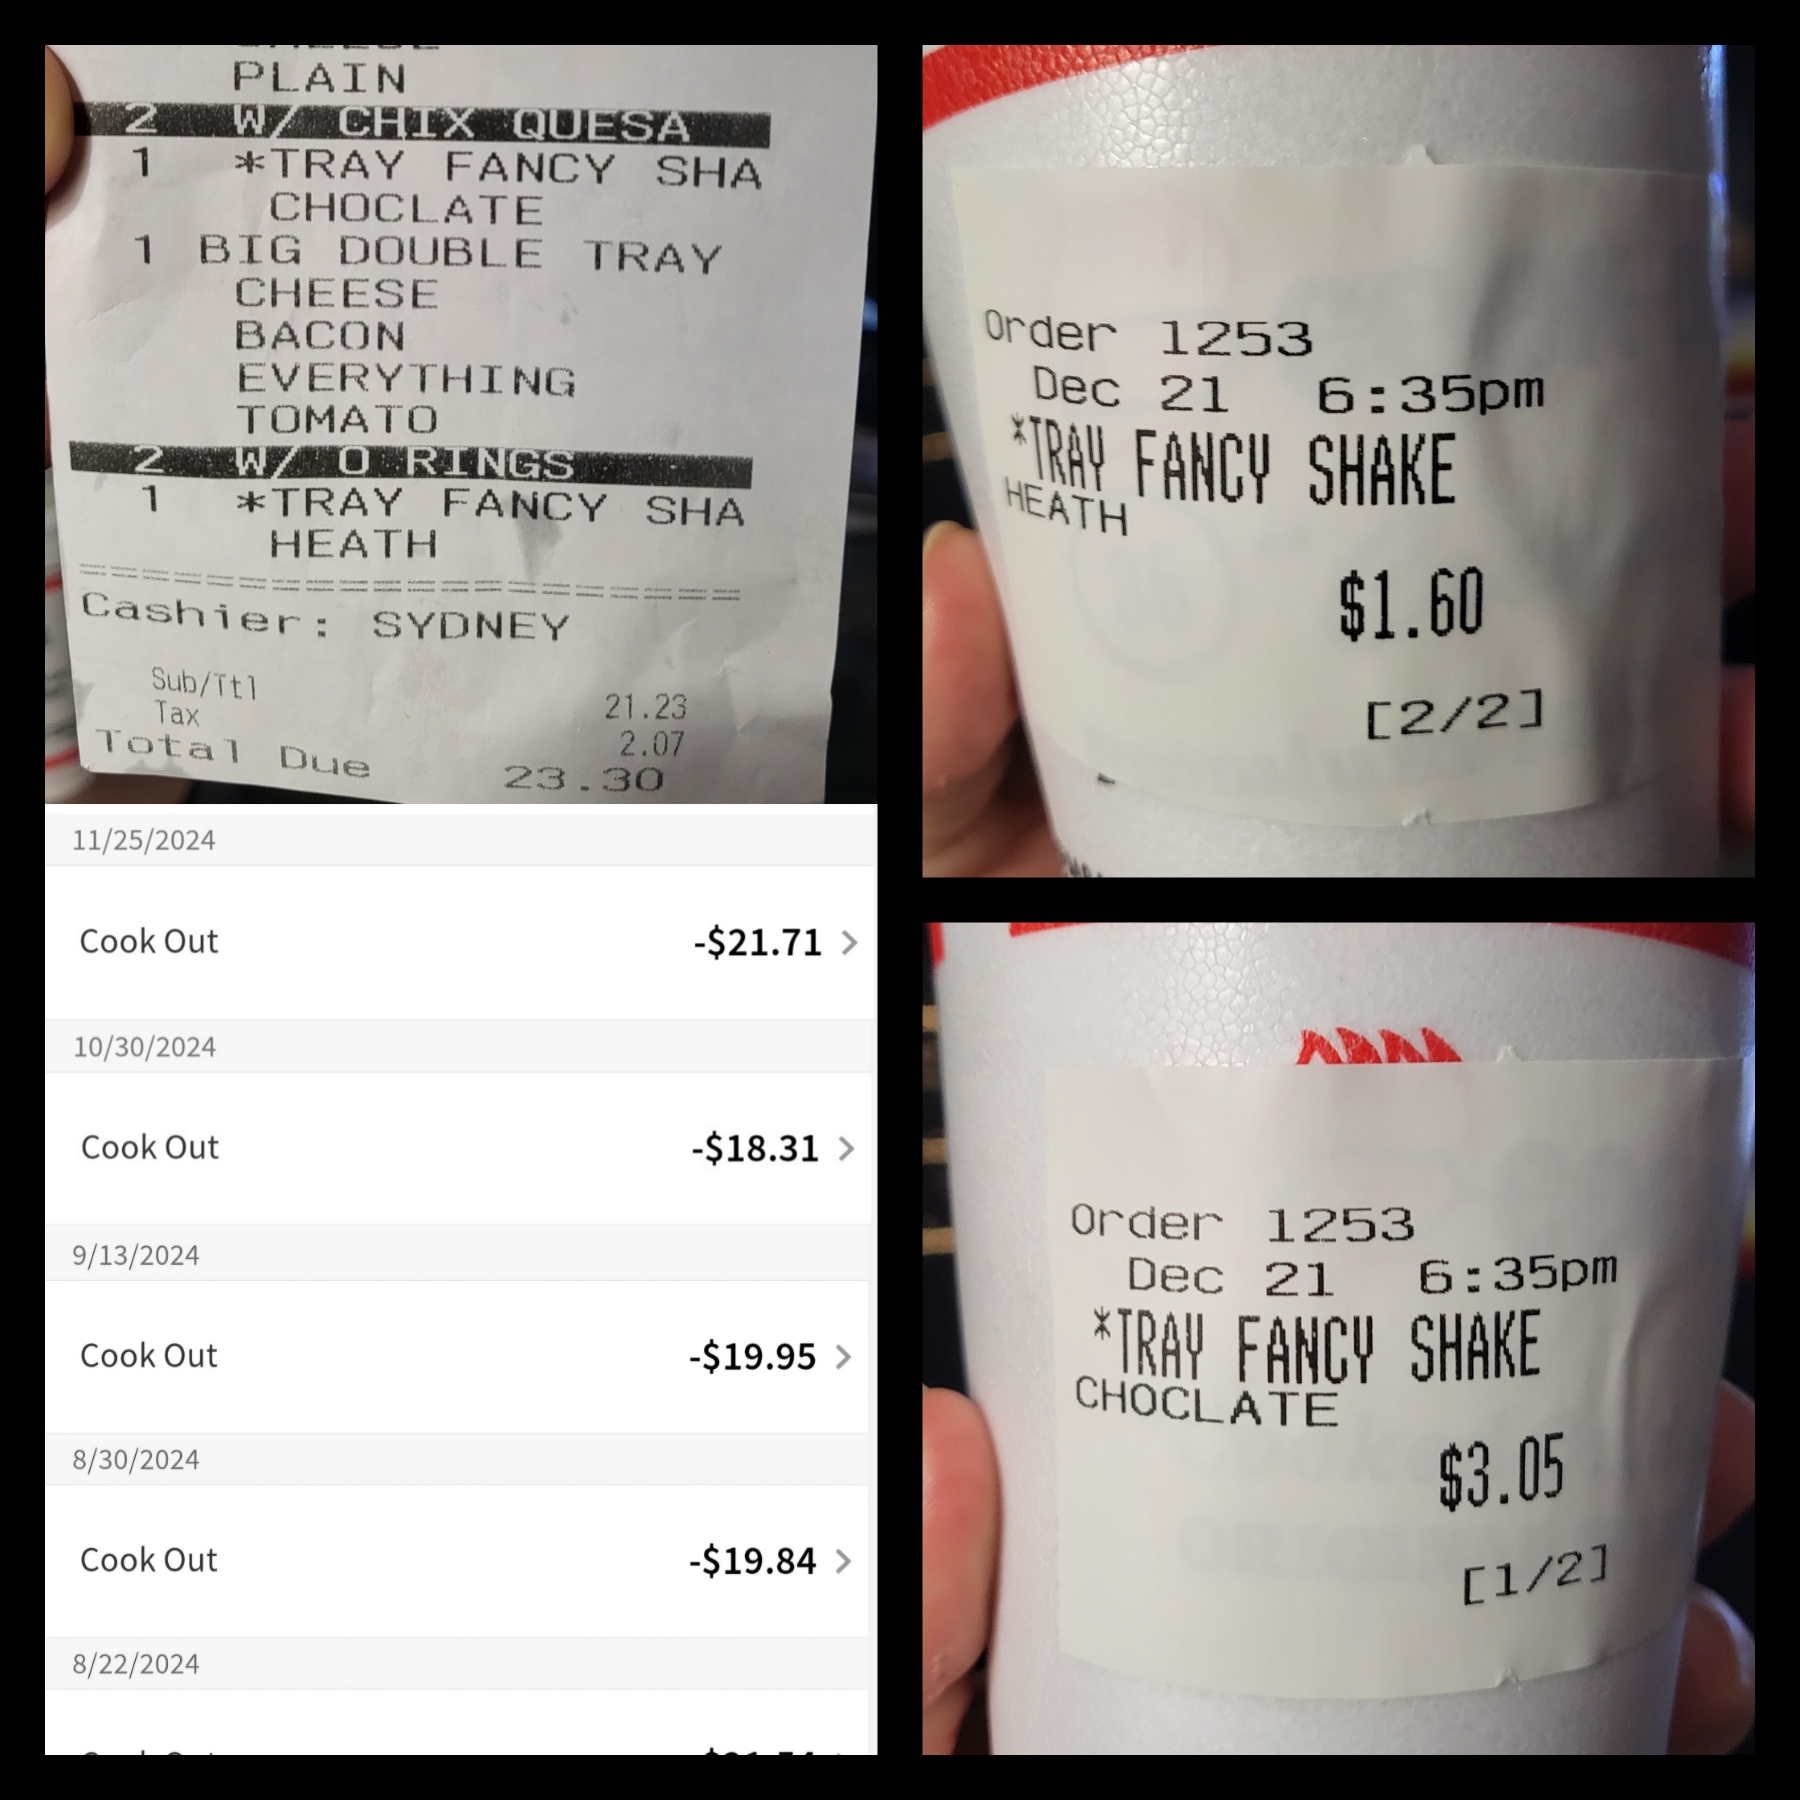 PLAIN
2 W/ CHIX QUESA
1 *TRAY FANCY SHA
CHOCLATE
1 BIG DOUBLE TRAY
CHEESE
BACON
EVERYTHING
TOMATO
2 W/ O RINGS
1 *TRAY FANCY SHA
HEATH
Cashier: SYDNEY
Sub/Ttl 21.23
Tax 2.07
Total Due 23.30
11/25/2024
Cook Out -$21.71
10/30/2024
Cook Out -$18.31
9/13/2024
Cook Out -$19.95
8/30/2024
Cook Out -$19.84
8/22/2024
Order 1253
Dec 21 6:35pm
*TRAY FANCY SHAKE
HEATH
$1.60
[2/2]
Order 1253
Dec 21 6:35pm
*TRAY FANCY SHAKE
CHOCLATE
$3.05
[1/2]